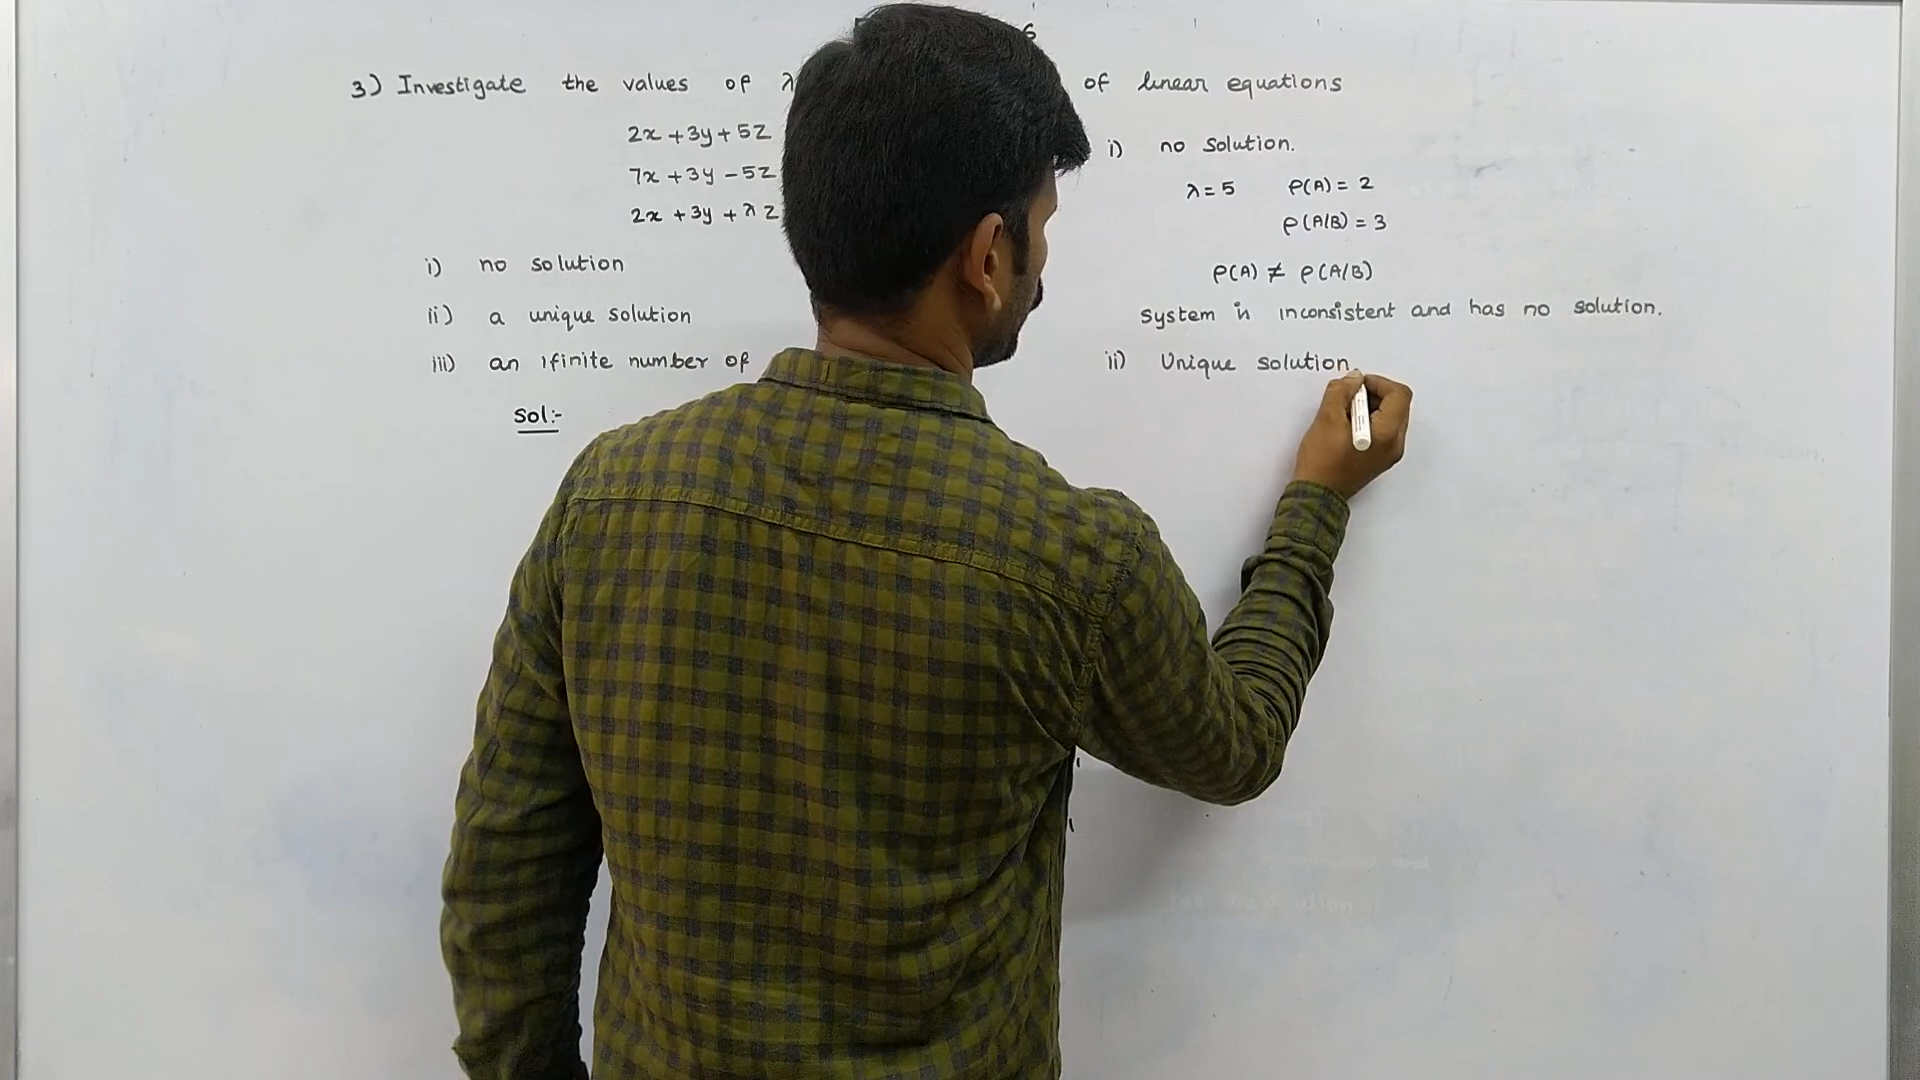 6
3) Investigate the values of λ of linear equations
2x + 3y + 5z
7x + 3y - 5z
2x + 3y + λz
i) no solution
ii) a unique solution
iii) an ifinite number of
Sol:-
i) no solution.
λ = 5 ρ(A) = 2
ρ(A/B) = 3
ρ(A) ≠ ρ(A/B)
System is inconsistent and has no solution.
ii) Unique solution.